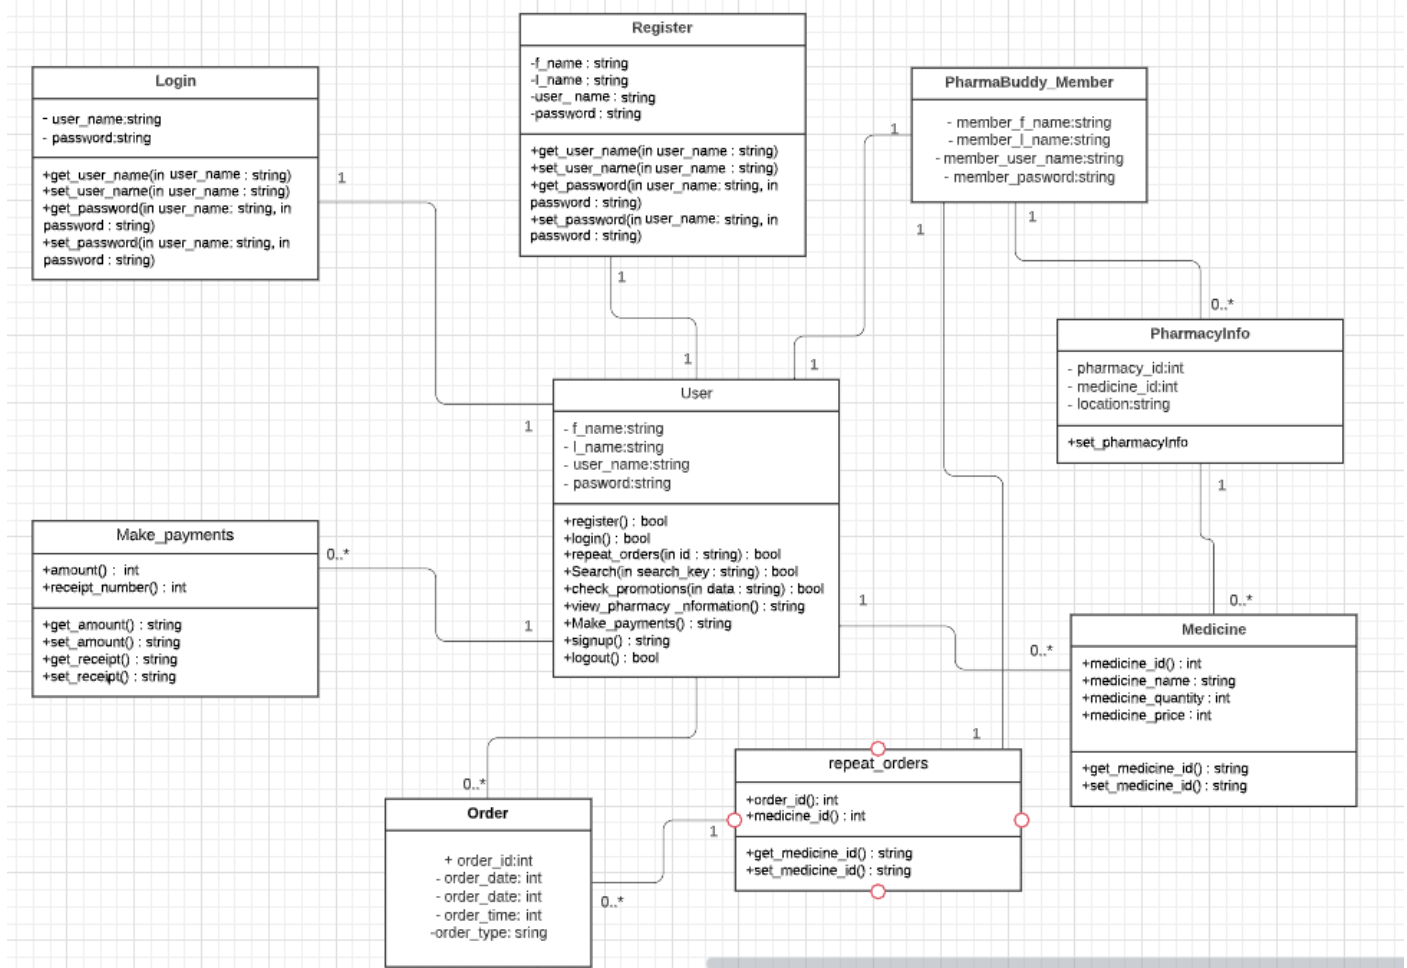 Register
-f_name : string
-l_name : string
-user_ name : string
-password : string
+get_user_name(in user_name : string)
+set_user_name(in user_name : string)
+get_password(in user_name: string, in
password : string)
+set_password(in user_name: string, in
password : string)
1
1
Login
- user_name:string
- password:string
+get_user_name(in user_name : string)
+set_user_name(in user_name : string)
+get_password(in user_name: string, in
password : string)
+set_password(in user_name: string, in
password : string)
1
1
PharmaBuddy_Member
- member_f_name:string
- member_l_name:string
- member_user_name:string
- member_pasword:string
1
1
1
1
0..*
PharmacyInfo
- pharmacy_id:int
- medicine_id:int
- location:string
+set_pharmacyInfo
1
0..*
User
- f_name:string
- l_name:string
- user_name:string
- pasword:string
+register() : bool
+login() : bool
+repeat_orders(in id : string) : bool
+Search(in search_key : string) : bool
+check_promotions(in data : string) : bool
+view_pharmacy _nformation() : string
+Make_payments() : string
+signup() : string
+logout() : bool
1
0..*
Make_payments
+amount() : int
+receipt_number() : int
+get_amount() : string
+set_amount() : string
+get_receipt() : string
+set_receipt() : string
0..*
1
Medicine
+medicine_id() : int
+medicine_name : string
+medicine_quantity : int
+medicine_price : int
+get_medicine_id() : string
+set_medicine_id() : string
1
repeat_orders
+order_id(): int
+medicine_id() : int
+get_medicine_id() : string
+set_medicine_id() : string
1
0..*
0..*
Order
+ order_id:int
- order_date: int
- order_date: int
- order_time: int
-order_type: sring